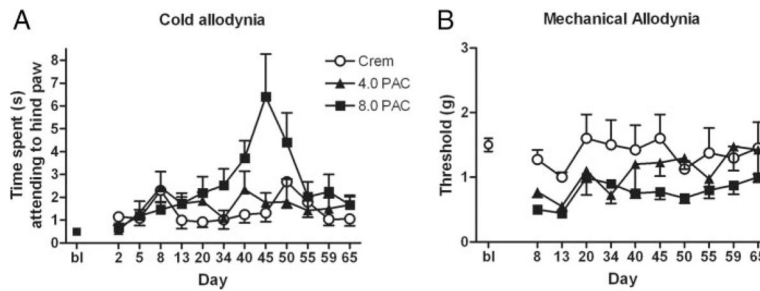 A
Cold allodynia
Time spent (s)
attending to hind paw
8
7
6
5
4
3
2
1
0
bl 2 5 8 13 20 34 40 45 50 55 59 65
Day
Crem
4.0 PAC
8.0 PAC
B
Mechanical Allodynia
Threshold (g)
3
2
1
0
bl 8 13 20 34 40 45 50 55 59 65
Day